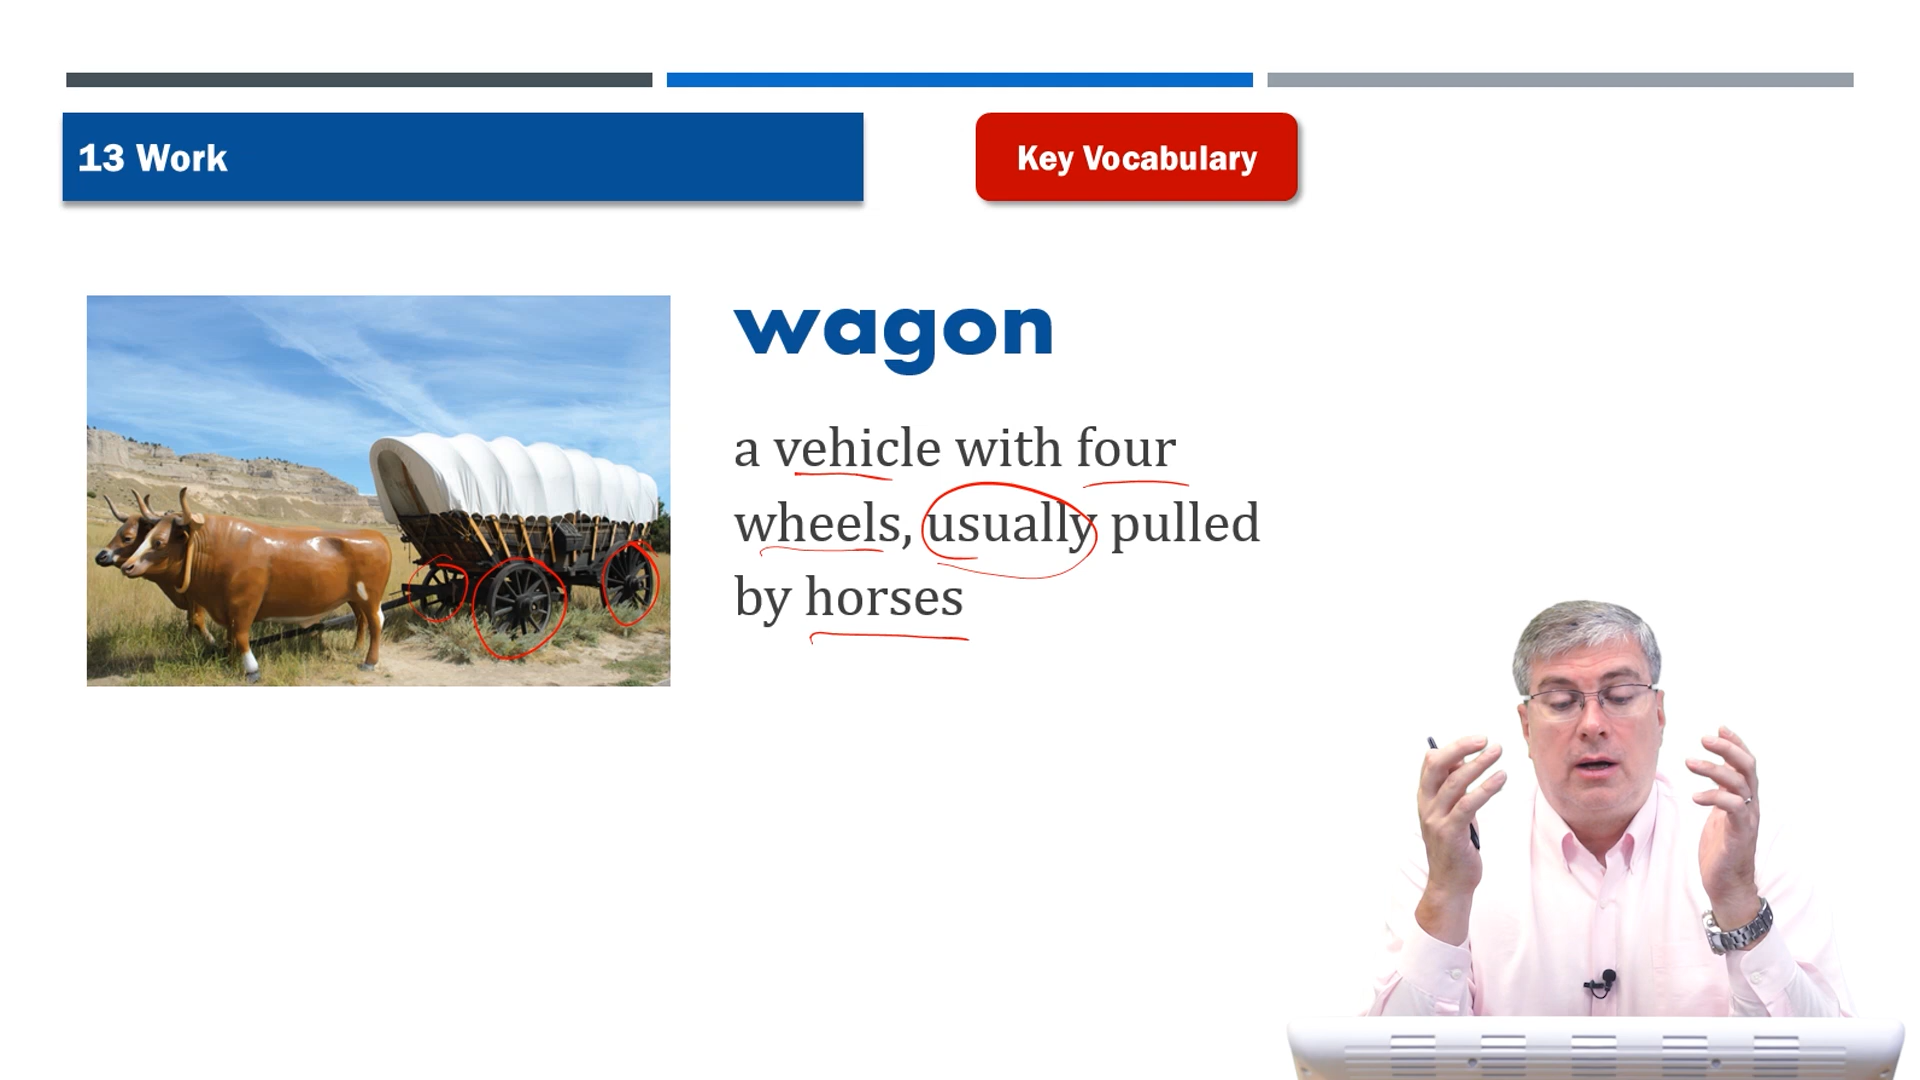 13 Work
Key Vocabulary
wagon
a vehicle with four
wheels, usually pulled
by horses